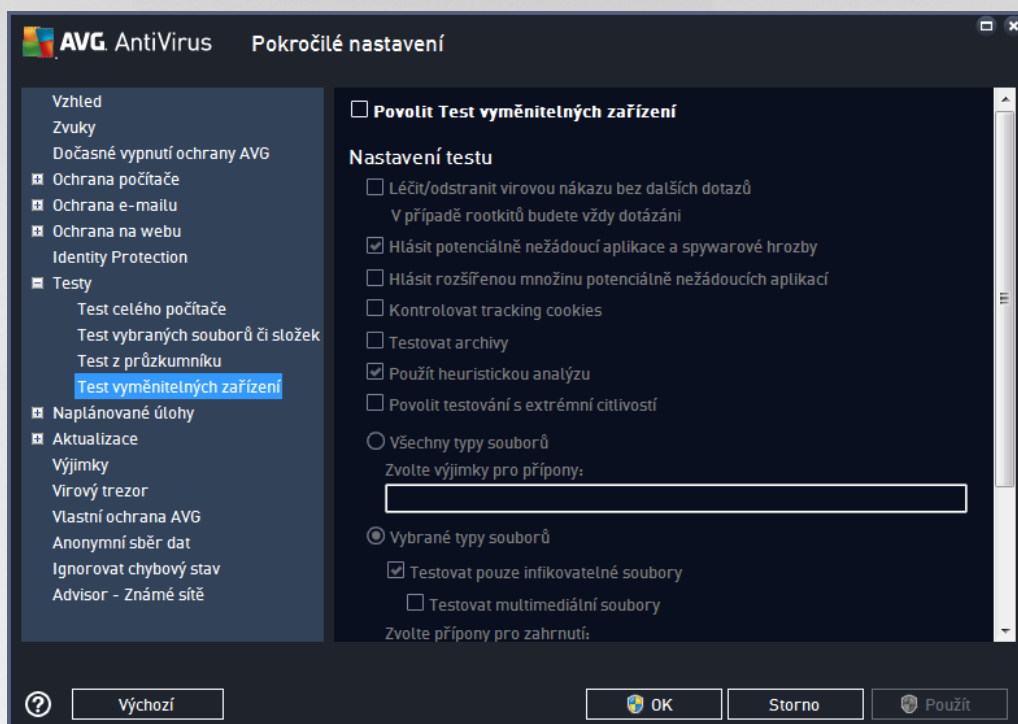 AVG. AntiVirus Pokročilé nastavení
Vzhled
Zvuky
Dočasné vypnutí ochrany AVG
Ochrana počítače
Ochrana e-mailu
Ochrana na webu
Identity Protection
Testy
Test celého počítače
Test vybraných souborů či složek
Test z průzkumníku
Test vyměnitelných zařízení
Naplánované úlohy
Aktualizace
Výjimky
Virový trezor
Vlastní ochrana AVG
Anonymní sběr dat
Ignorovat chybový stav
Advisor - Známé sítě
Povolit Test vyměnitelných zařízení
Nastavení testu
Léčit/odstranit virovou nákazu bez dalších dotazů
V případě rootkitů budete vždy dotázáni
Hlásit potenciálně nežádoucí aplikace a spywarové hrozby
Hlásit rozšířenou množinu potenciálně nežádoucích aplikací
Kontrolovat tracking cookies
Testovat archivy
Použít heuristickou analýzu
Povolit testování s extrémní citlivostí
Všechny typy souborů
Zvolte výjimky pro přípony:
Vybrané typy souborů
Testovat pouze infikovatelné soubory
Testovat multimediální soubory
Zvolte přípony pro zahrnutí:
Výchozí OK Storno Použít